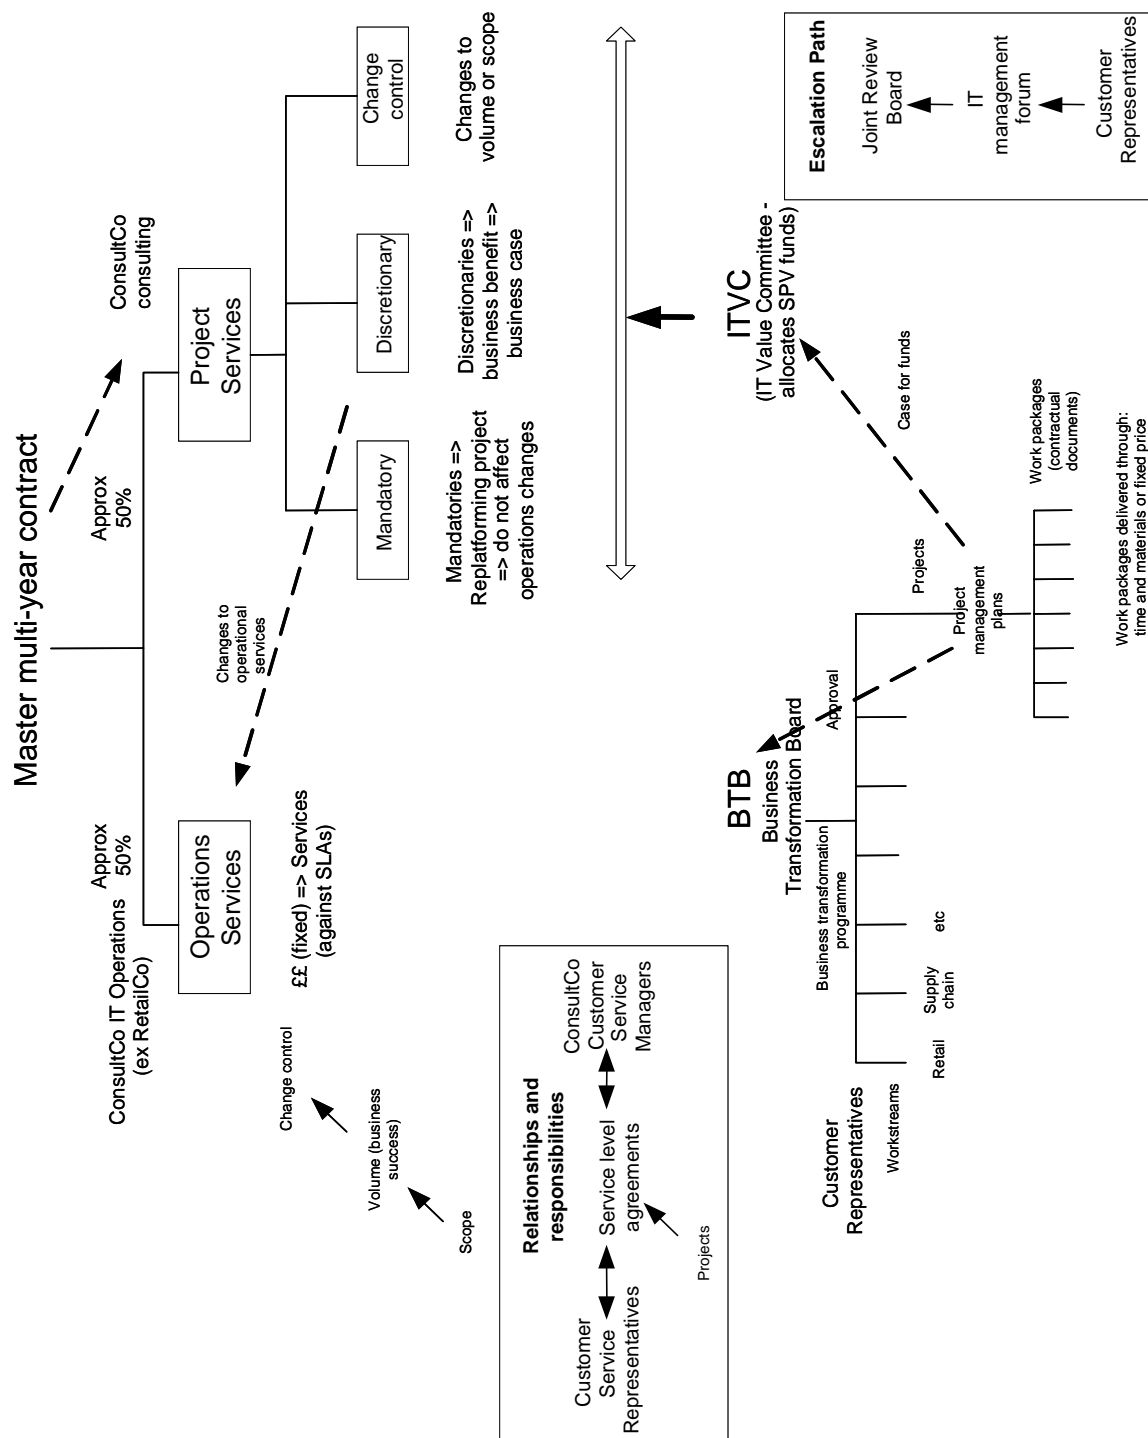 Master multi-year contract
ConsultCo IT Operations
(ex RetailCo)
Approx
50%
Approx
50%
ConsultCo
consulting
Operations
Services
Project
Services
£££ (fixed) => Services
(against SLAs)
Changes to
operational
services
Mandatory
Discretionary
Change
control
Mandatories =>
Replatforming project
=> do not affect
operations changes
Discretionaries =>
business benefit =>
business case
Changes to
volume or scope
Change control
Volume (business
success)
Scope
Relationships and
responsibilities
Customer
Service
Representatives
Service level
agreements
ConsultCo
Customer
Service
Managers
Projects
BTB
Business
Transformation Board
ITVC
(IT Value Committee -
allocates SPV funds)
Escalation Path
Joint Review
Board
IT
management
forum
Customer
Representatives
Business transformation
programme
Approval
Case for funds
Customer
Representatives
Workstreams
Retail
Supply
chain
etc
Projects
Project
management
plans
Work packages
(contractual
documents)
Work packages delivered through:
time and materials or fixed price